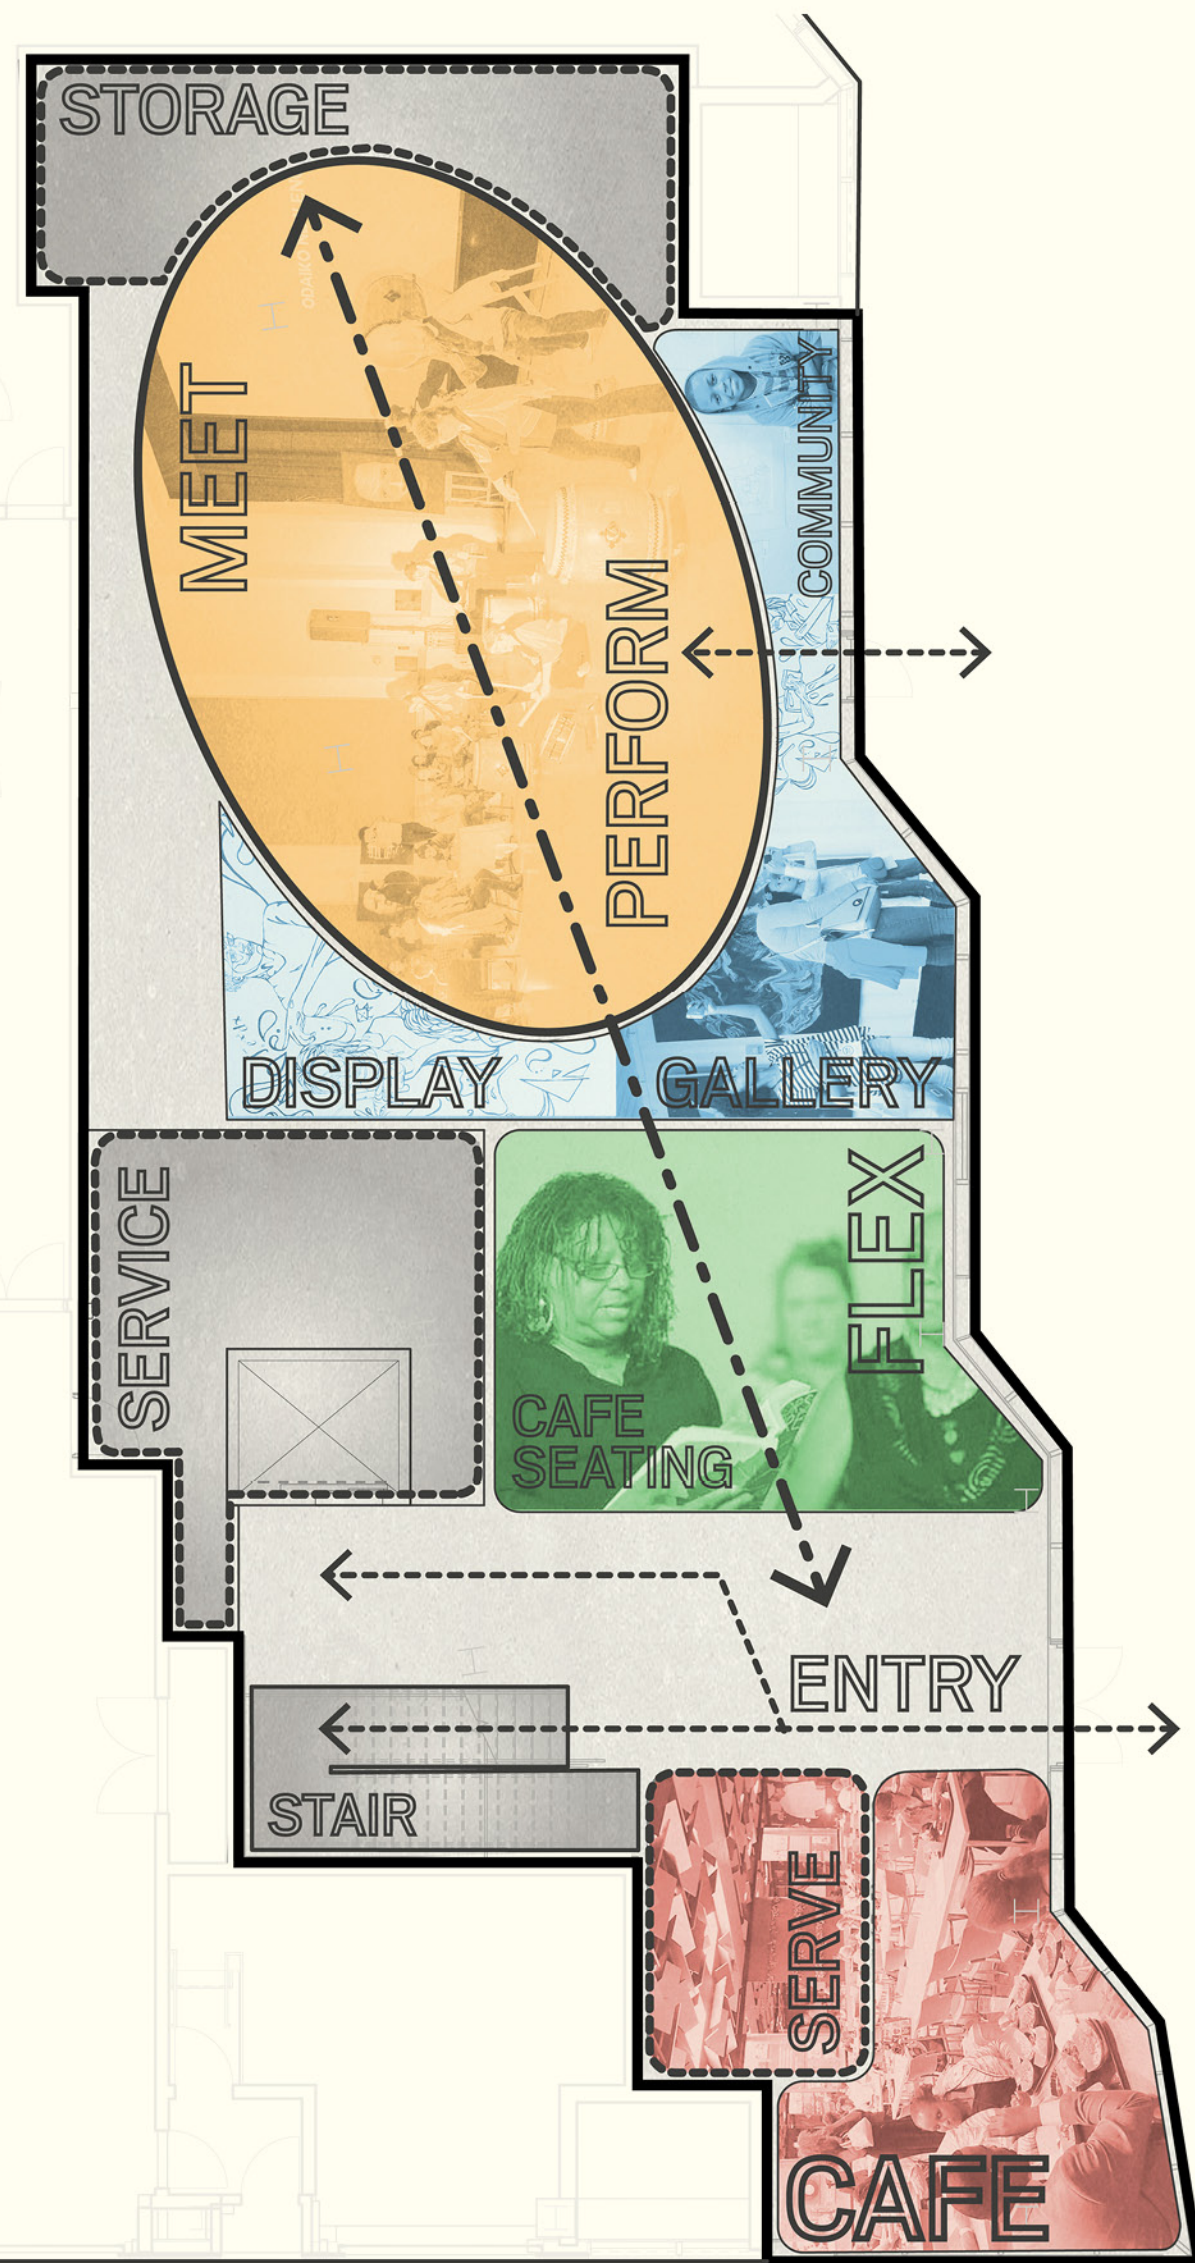 STORAGE
MEET
COMMUNITY
PERFORM
DISPLAY
GALLERY
SERVICE
FLEX
CAFE
SEATING
ENTRY
STAIR
SERVE
CAFE